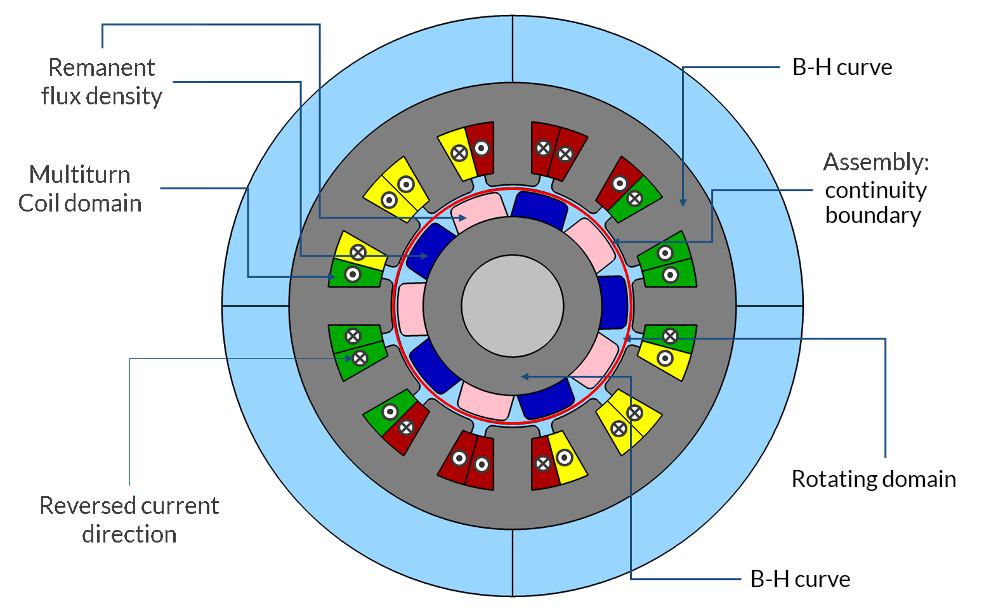 Remanent
flux density
B-H curve
Multiturn
Coil domain
Assembly:
continuity
boundary
Reversed current
direction
Rotating domain
B-H curve